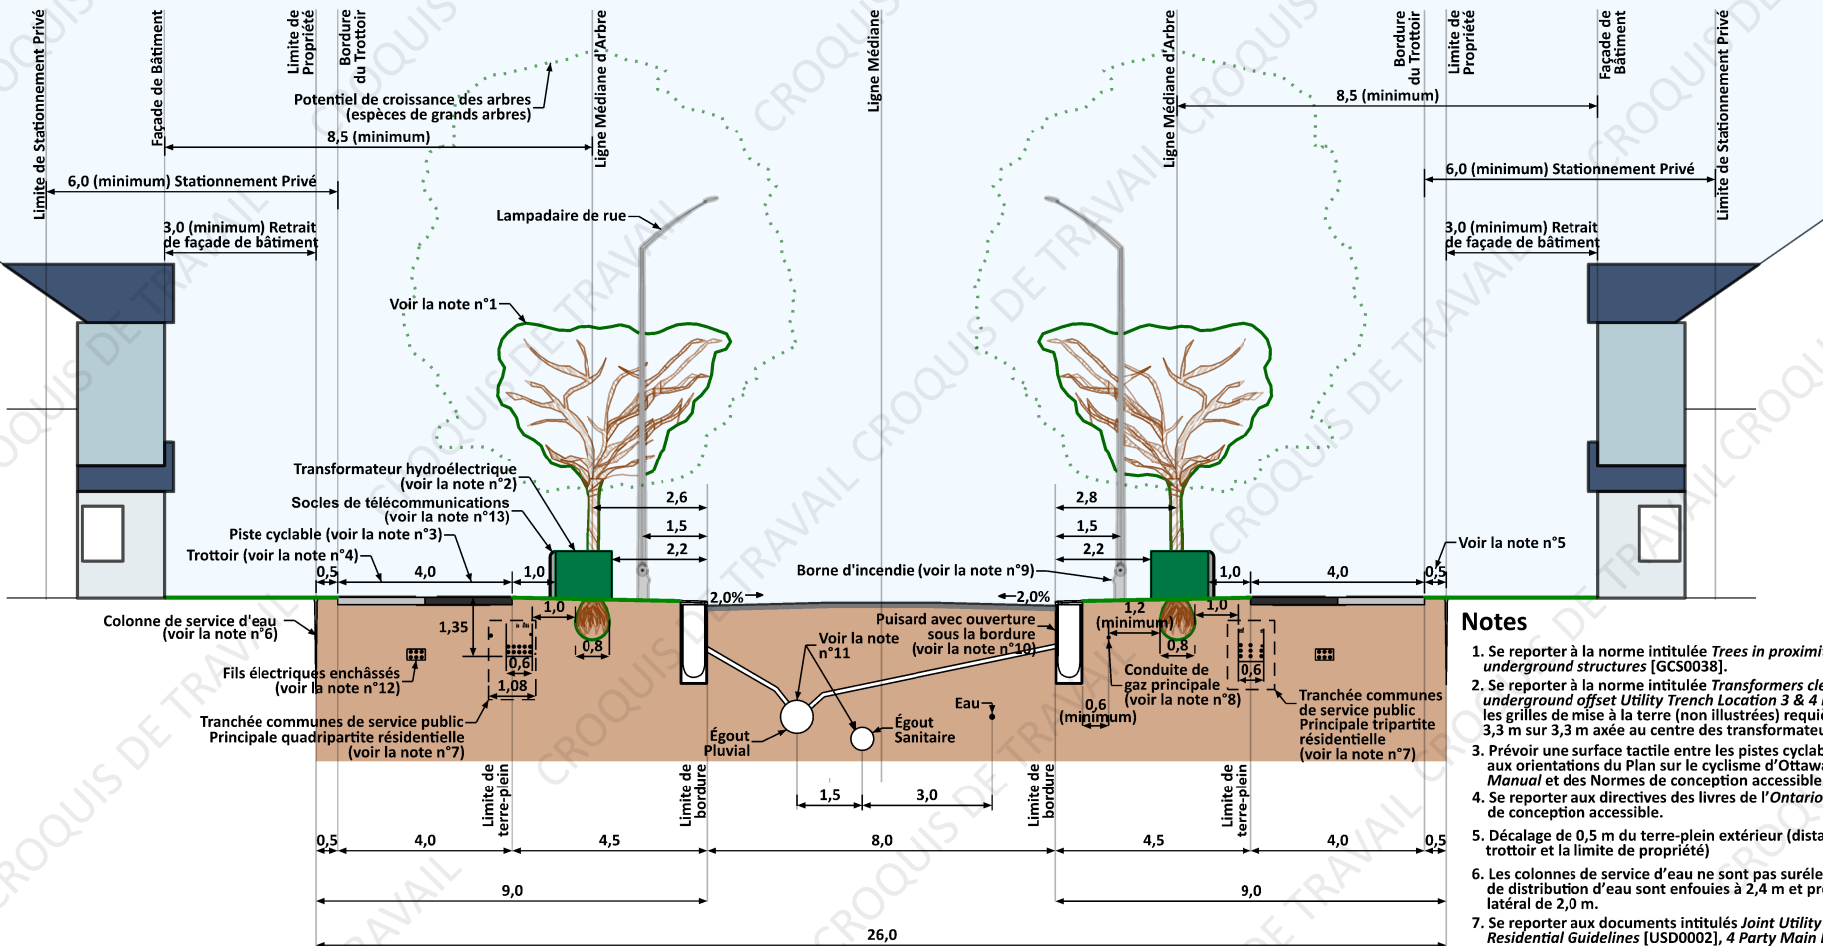 Limite de Stationnement Privé
Façade de Bâtiment
Limite de
Propriété
Bordure
du Trottoir
Ligne Médiane d'Arbre
Ligne Médiane
Ligne Médiane d'Arbre
Bordure
du Trottoir
Limite de
Propriété
Façade de
Bâtiment
Limite de Stationnement Privé
Potentiel de croissance des arbres
(espèces de grands arbres)
8,5 (minimum)
8,5 (minimum)
6,0 (minimum) Stationnement Privé
6,0 (minimum) Stationnement Privé
3,0 (minimum) Retrait
de façade de bâtiment
3,0 (minimum) Retrait
de façade de bâtiment
Lampadaire de rue
Voir la note n°1
Transformateur hydroélectrique
(voir la note n°2)
Socles de télécommunications
(voir la note n°13)
Piste cyclable (voir la note n°3)
Trottoir (voir la note n°4)
2,6
1,5
2,2
2,8
1,5
2,2
Borne d'incendie (voir la note n°9)
Voir la note n°5
0,5
4,0
1,0
1,0
4,0
0,5
2,0%
2,0%
Colonne de service d'eau
(voir la note n°6)
1,35
1,0
0,8
0,6
1,08
Fils électriques enchâssés
(voir la note n°12)
Tranchée communes de service public
Principale quadripartite résidentielle
(voir la note n°7)
Voir la note
n°11
Puisard avec ouverture
sous la bordure
(voir la note n°10)
1,2
(minimum)
1,0
0,8
0,6
Conduite de
gaz principale
(voir la note n°8)
0,6
(minimum)
Tranchée communes
de service public
Principale tripartite
résidentielle
(voir la note n°7)
Égout
Pluvial
Égout
Sanitaire
Eau
Limite de
terre-plein
Limite de
bordure
Limite de
bordure
Limite de
terre-plein
1,5
3,0
0,5
4,0
4,5
8,0
4,5
4,0
0,5
9,0
9,0
26,0
Notes
1. Se reporter à la norme intitulée Trees in proximi
underground structures [GCS0038].
2. Se reporter à la norme intitulée Transformers cle
underground offset Utility Trench Location 3 & 4
les grilles de mise à la terre (non illustrées) requiè
3,3 m sur 3,3 m axée au centre des transformateu
3. Prévoir une surface tactile entre les pistes cyclab
aux orientations du Plan sur le cyclisme d'Ottawa
Manual et des Normes de conception accessible
4. Se reporter aux directives des livres de l'Ontario
de conception accessible.
5. Décalage de 0,5 m du terre-plein extérieur (dista
trottoir et la limite de propriété)
6. Les colonnes de service d'eau ne sont pas suréle
de distribution d'eau sont enfouies à 2,4 m et pr
latéral de 2,0 m.
7. Se reporter aux documents intitulés Joint Utility
Residential Guidelines [USD0002], 4 Party Main
CROQUIS DE TRAVAIL